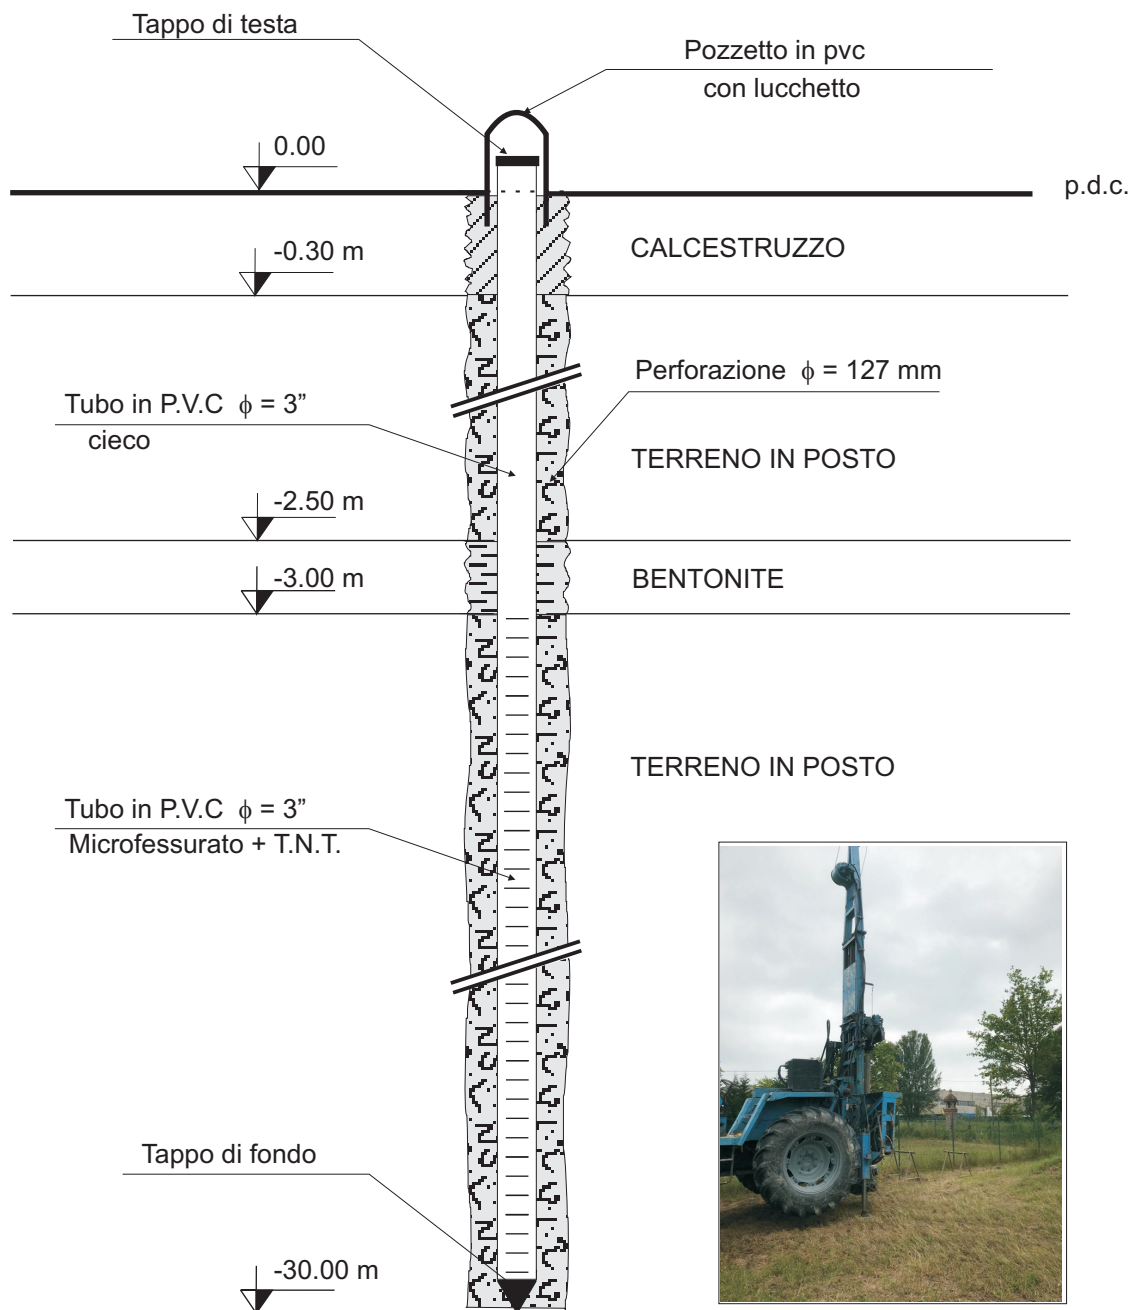 Tappo di testa
Pozzetto in pvc
con lucchetto
0.00
p.d.c.
-0.30 m
CALCESTRUZZO
Perforazione ϕ = 127 mm
Tubo in P.V.C ϕ = 3”
cieco
TERRENO IN POSTO
-2.50 m
-3.00 m
BENTONITE
TERRENO IN POSTO
Tubo in P.V.C ϕ = 3”
Microfessurato + T.N.T.
Tappo di fondo
-30.00 m